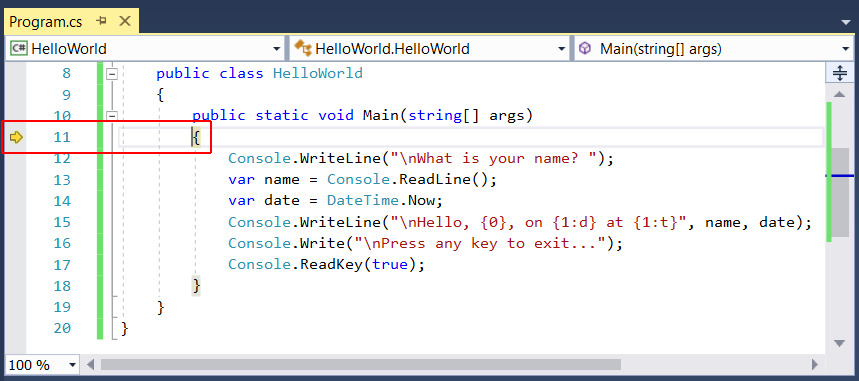 Program.cs
C# HelloWorld HelloWorld.HelloWorld Main(string[] args)
8 public class HelloWorld
9 {
10 public static void Main(string[] args)
11 {
12 Console.WriteLine("\nWhat is your name? ");
13 var name = Console.ReadLine();
14 var date = DateTime.Now;
15 Console.WriteLine("\nHello, {0}, on {1:d} at {1:t}", name, date);
16 Console.Write("\nPress any key to exit...");
17 Console.ReadKey(true);
18 }
19 }
20 }
100 %